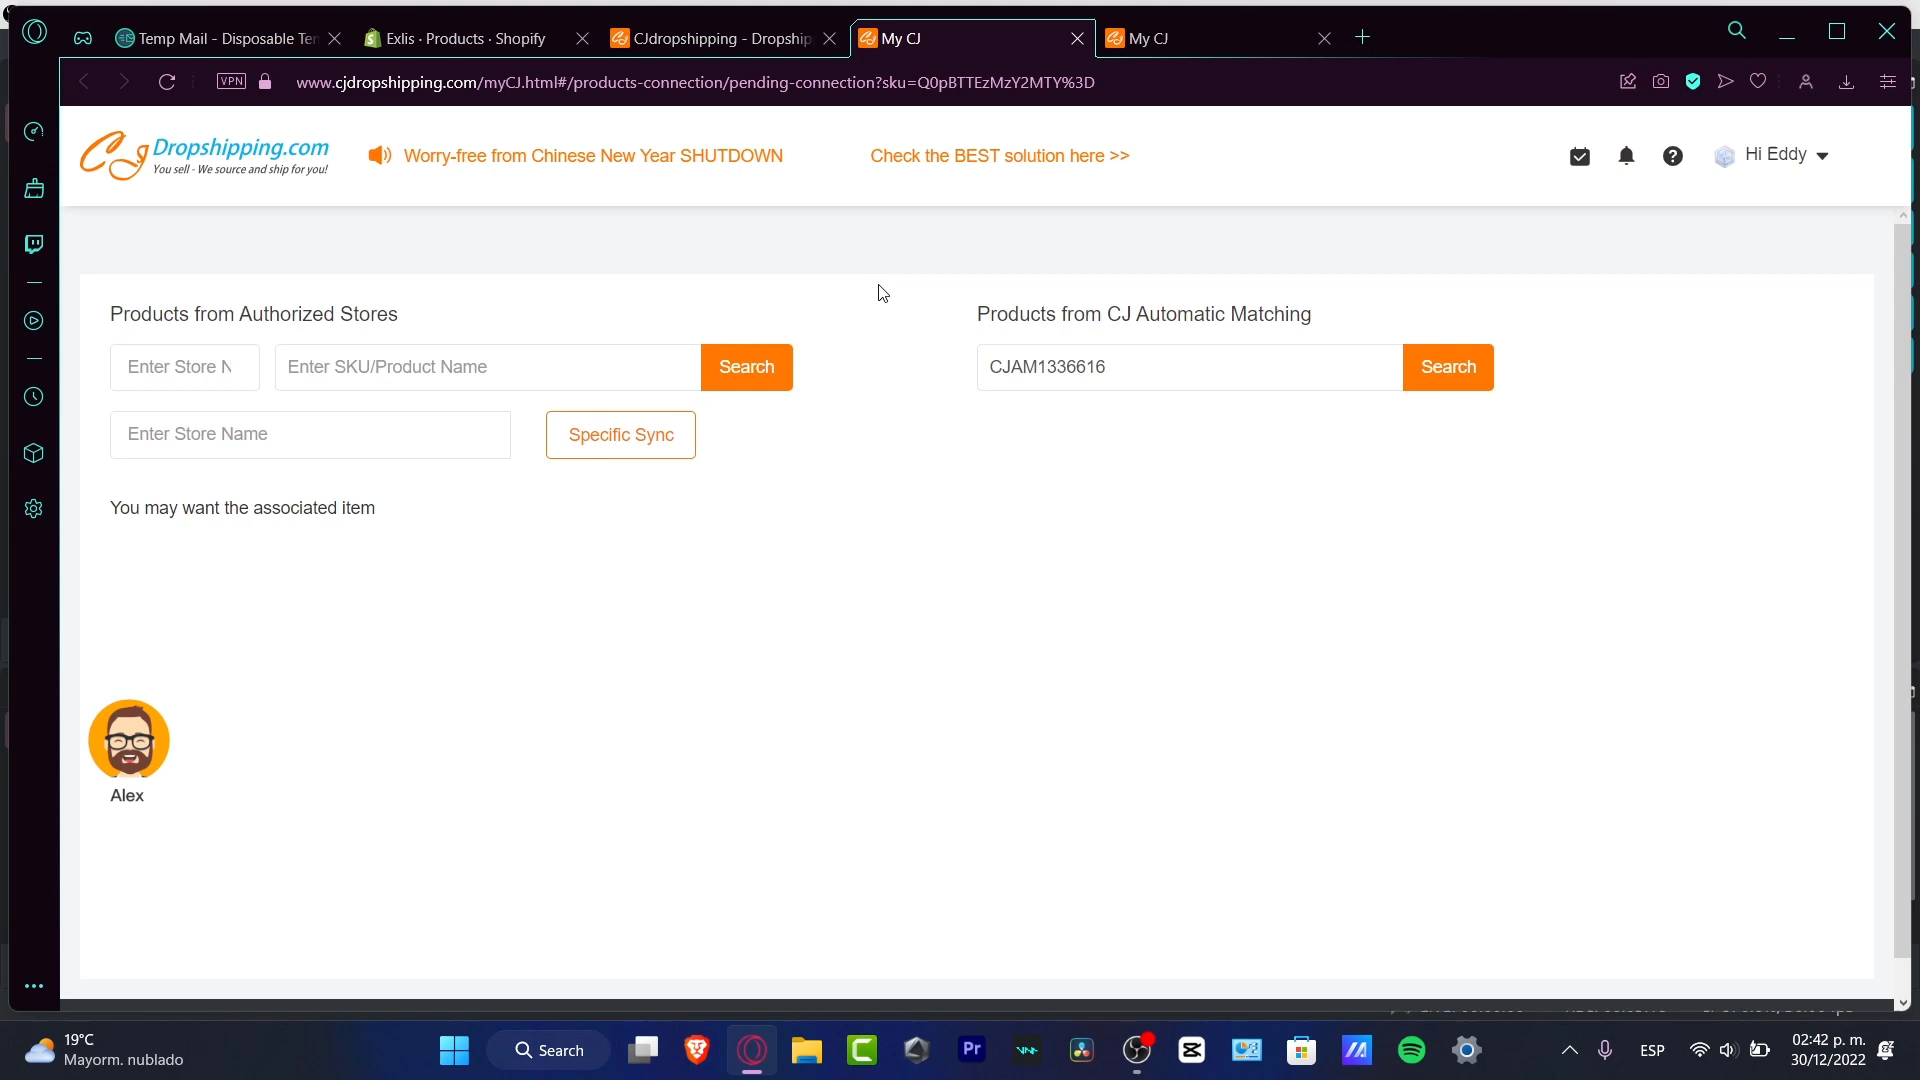 Temp Mail - Disposable Ten
Exlis · Products · Shopify
CJdropshipping - Dropship
My CJ
My CJ
VPN
www.cjdropshipping.com/myCJ.html#/products-connection/pending-connection?sku=Q0pBTTEzMzY2MTY%3D
CJ
Dropshipping.com
You sell - We source and ship for you!
Worry-free from Chinese New Year SHUTDOWN
Check the BEST solution here >>
Hi Eddy
Products from Authorized Stores
Products from CJ Automatic Matching
Enter Store N
Enter SKU/Product Name
Search
CJAM1336616
Search
Enter Store Name
Specific Sync
You may want the associated item
Alex
19°C
Mayorm. nublado
Search
Pr
ESP
02:42 p. m.
30/12/2022